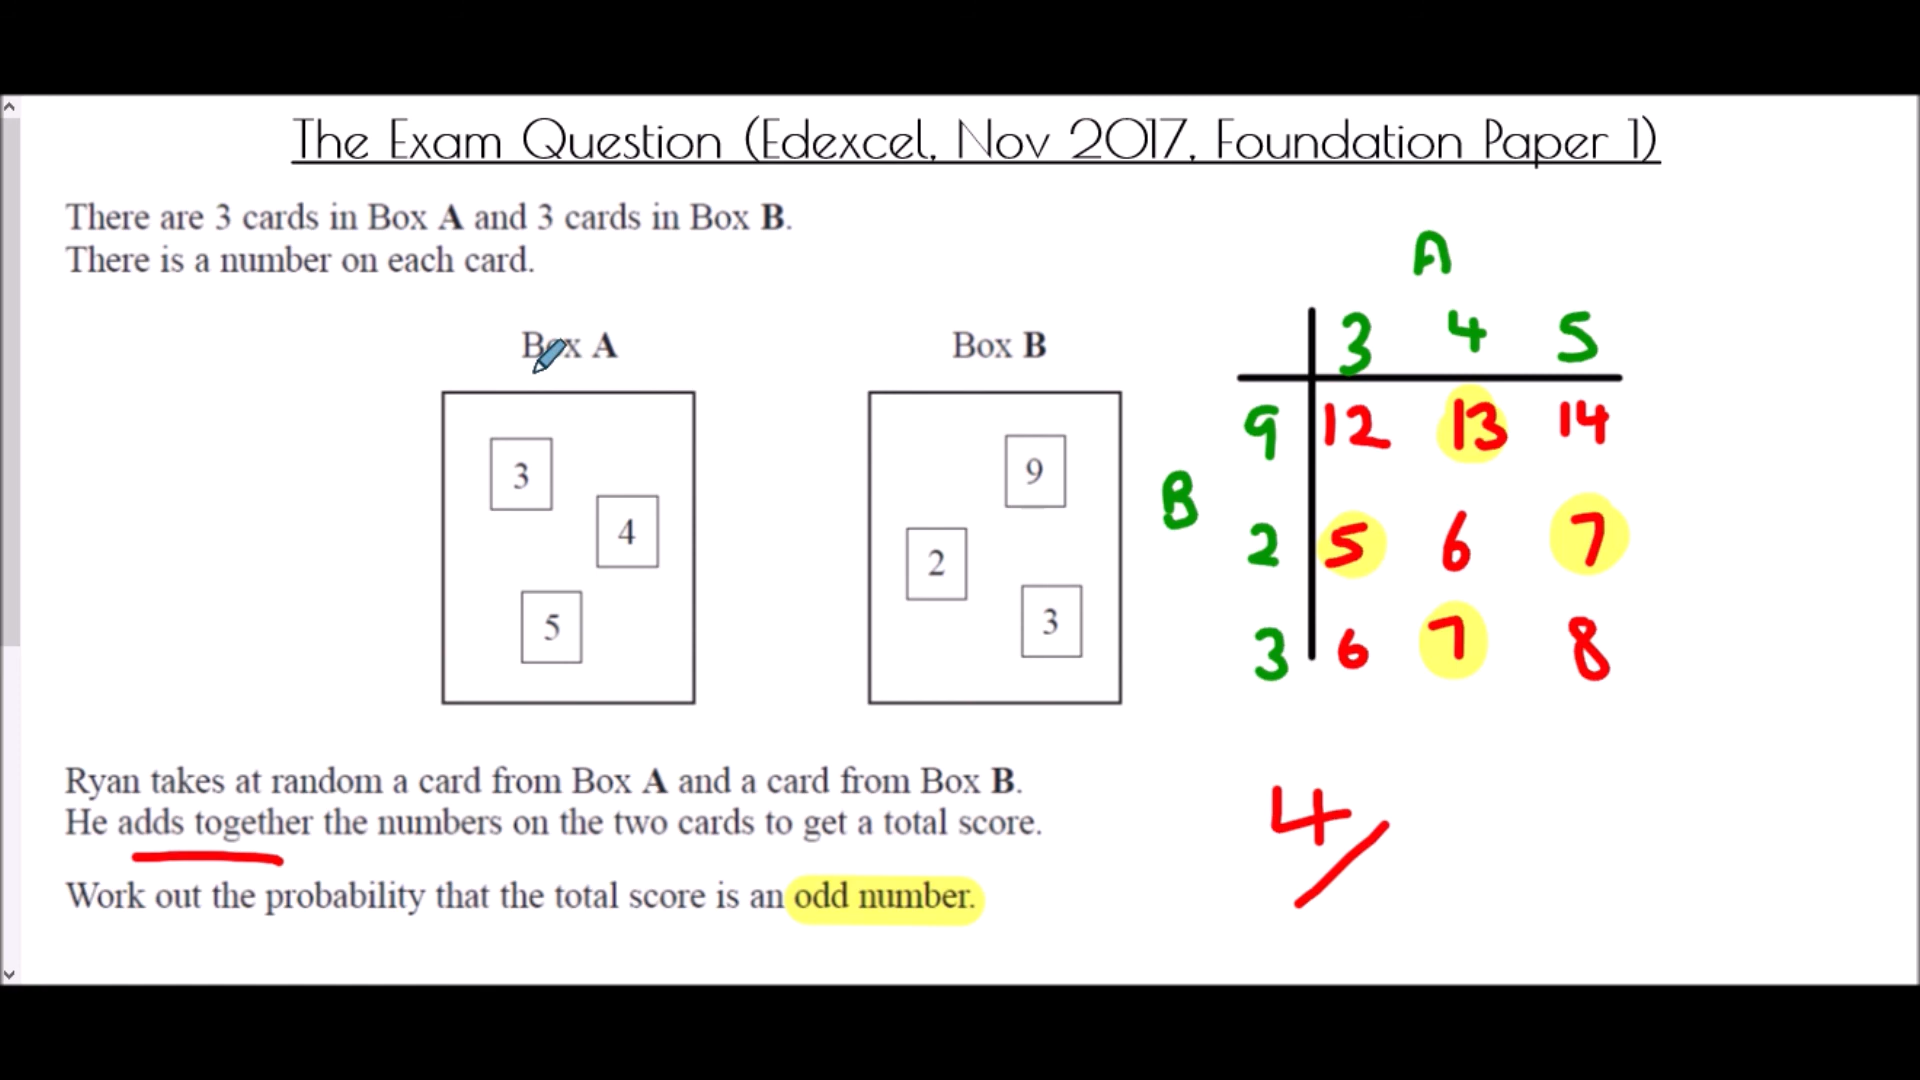 The Exam Question (Edexcel, Nov 2017, Foundation Paper 1)
There are 3 cards in Box A and 3 cards in Box B.
There is a number on each card.
Box A
Box B
3
4
5
9
2
3
A
3 4 5
B
9 12 13 14
2 5 6 7
3 6 7 8
Ryan takes at random a card from Box A and a card from Box B.
He adds together the numbers on the two cards to get a total score.
Work out the probability that the total score is an odd number.
4/